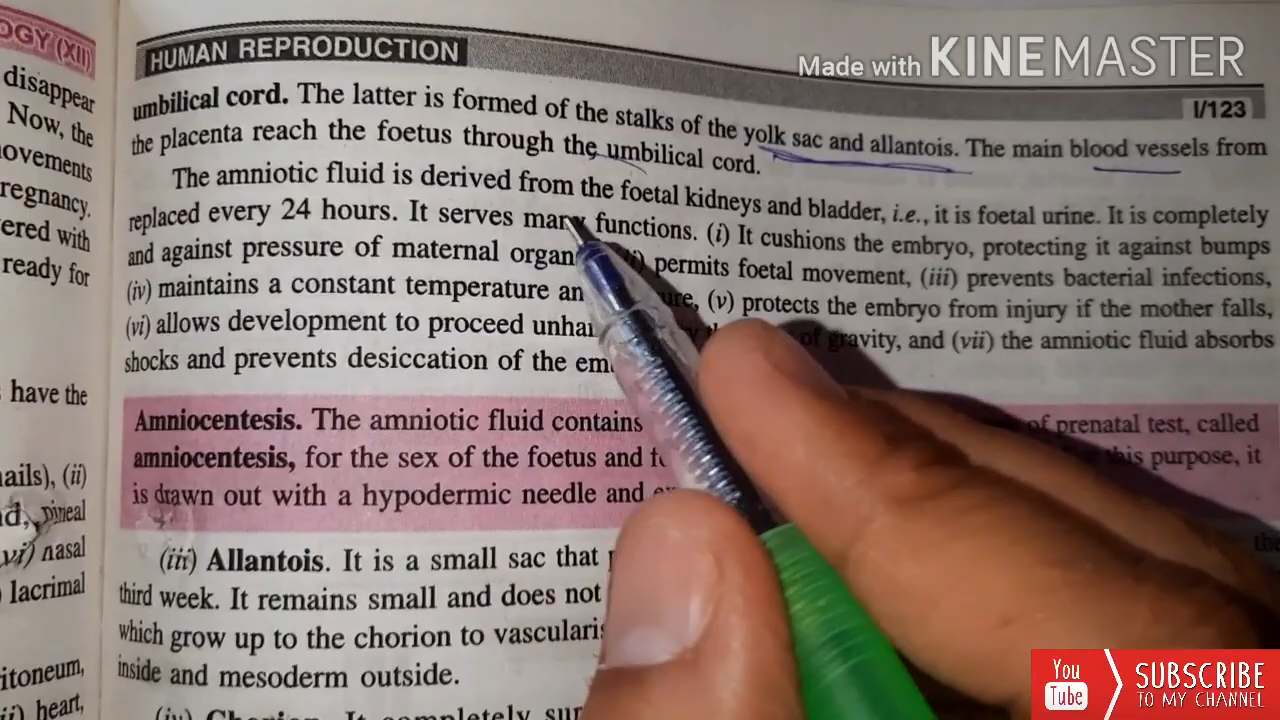 OGY (XII)
disappear
Now, the
ovements
regnancy.
ered with
ready for
have the
ails), (ii)
pineal
vi) nasal
lacrimal
itoneum,
heart,
HUMAN REPRODUCTION
Made with KINEMASTER
I/123
umbilical cord. The latter is formed of the stalks of the yolk sac and allantois. The main blood vessels from
the placenta reach the foetus through the umbilical cord.
The amniotic fluid is derived from the foetal kidneys and bladder, i.e., it is foetal urine. It is completely
replaced every 24 hours. It serves many functions. (i) It cushions the embryo, protecting it against bumps
and against pressure of maternal organ permits foetal movement, (iii) prevents bacterial infections,
(iv) maintains a constant temperature an (v) protects the embryo from injury if the mother falls,
(vi) allows development to proceed unha of gravity, and (vii) the amniotic fluid absorbs
shocks and prevents desiccation of the em
Amniocentesis. The amniotic fluid contains of prenatal test, called
amniocentesis, for the sex of the foetus and this purpose, it
is drawn out with a hypodermic needle and
(iii) Allantois. It is a small sac that
third week. It remains small and does not
which grow up to the chorion to vascularis
inside and mesoderm outside.
(iv) Chorion. It completely sur
You Tube
SUBSCRIBE
TO MY CHANNEL